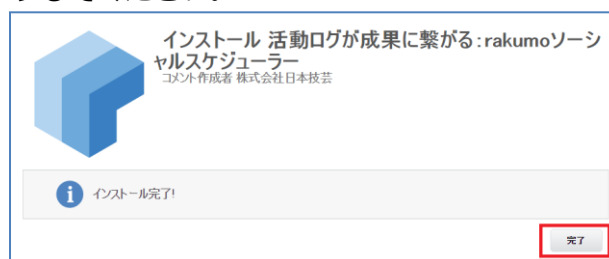 インストール 活動ログが成果に繋がる:rakumoソーシ
ャルスケジューラー
コメント作成者 株式会社日本技芸
インストール完了!
完了